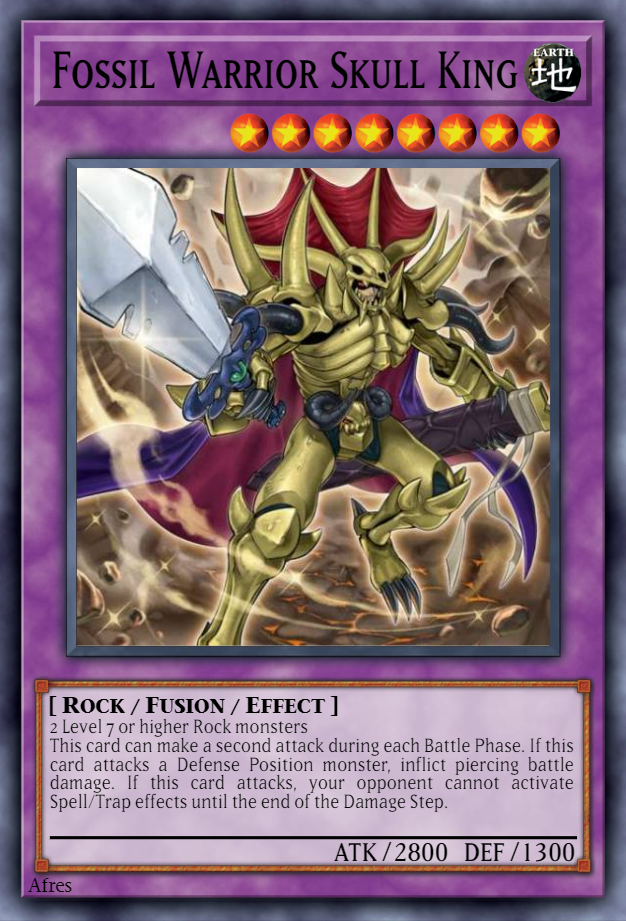 Fossil Warrior Skull King
EARTH
地
[ Rock / Fusion / Effect ]
2 Level 7 or higher Rock monsters
This card can make a second attack during each Battle Phase. If this
card attacks a Defense Position monster, inflict piercing battle
damage. If this card attacks, your opponent cannot activate
Spell/Trap effects until the end of the Damage Step.
ATK/2800 DEF/1300
Afres